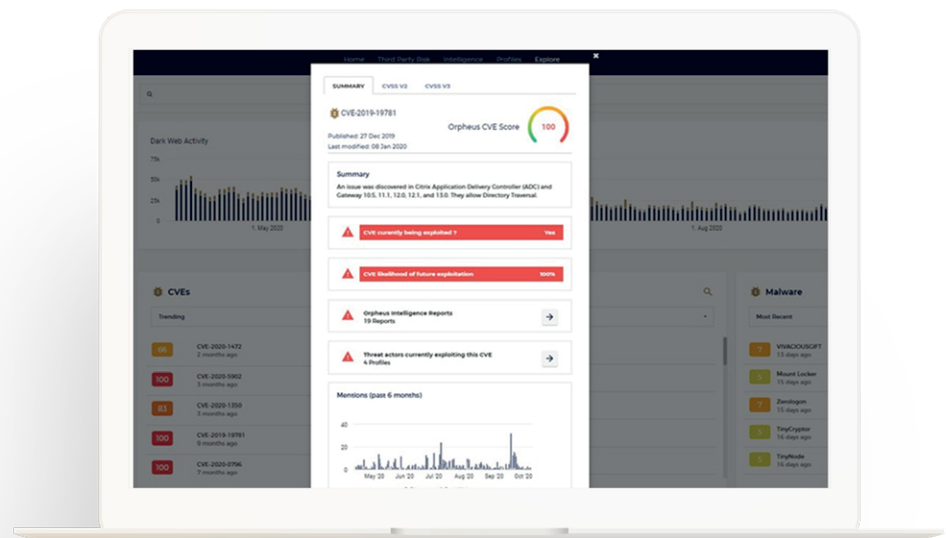 Home Third Party Risk Intelligence Profiles Explore
SUMMARY CVSS V2 CVSS V3
CVE-2019-19781
Published: 27 Dec 2019
Last modified: 08 Jan 2020
Orpheus CVE Score
100
Summary
An issue was discovered in Citrix Application Delivery Controller (ADC) and
Gateway 10.5, 11.1, 12.0, 12.1, and 13.0. They allow Directory Traversal.
CVE curently being exploited ? Yes
CVE likelihood of future exploitation 100%
Orpheus Intelligence Reports
19 Reports
Threat actors currently exploiting this CVE
4 Profiles
Mentions (past 6 months)
40
20
0
May '20 Jun '20 Jul '20 Aug '20 Sep '20 Oct '20
Dark Web Activity
75k
50k
25k
0
1. May 2020
1. Aug 2020
CVEs
Trending
66 CVE-2020-1472
2 months ago
100 CVE-2020-5902
3 months ago
83 CVE-2020-1350
3 months ago
100 CVE-2019-19781
9 months ago
100 CVE-2020-0796
7 months ago
Malware
Most Recent
7 VIVACIOUSGIFT
13 days ago
5 Mount Locker
15 days ago
7 Zerologon
15 days ago
5 TinyCryptor
16 days ago
5 TinyNode
16 days ago